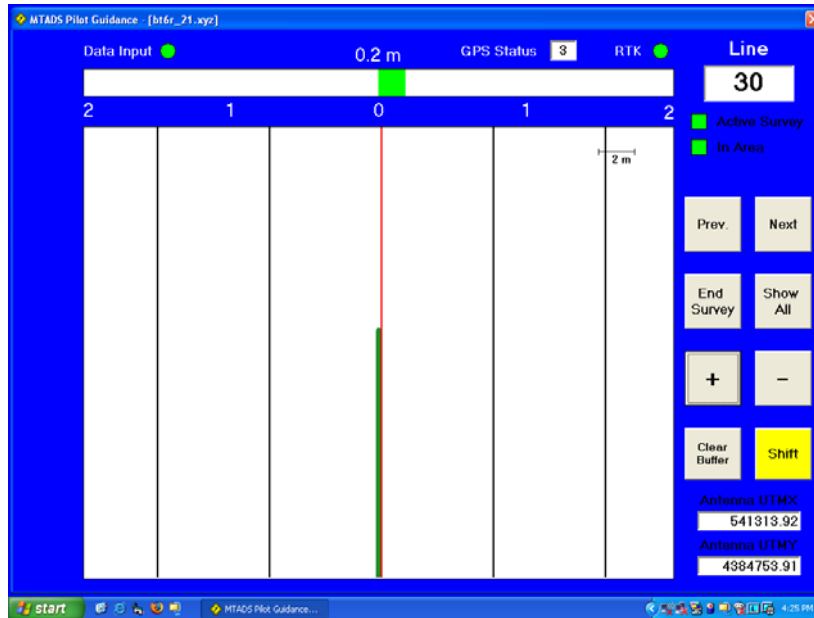 MTADS Pilot Guidance - [bt6r_21.xyz]
Data Input 0.2 m GPS Status 3 RTK Line
30
2 1 0 1 2
Active Survey
In Area
2 m
Prev. Next
End Survey Show All
+ −
Clear Buffer Shift
Antenna UTMX
541313.92
Antenna UTMY
4384753.91
start MTADS Pilot Guidance... 4:25 PM